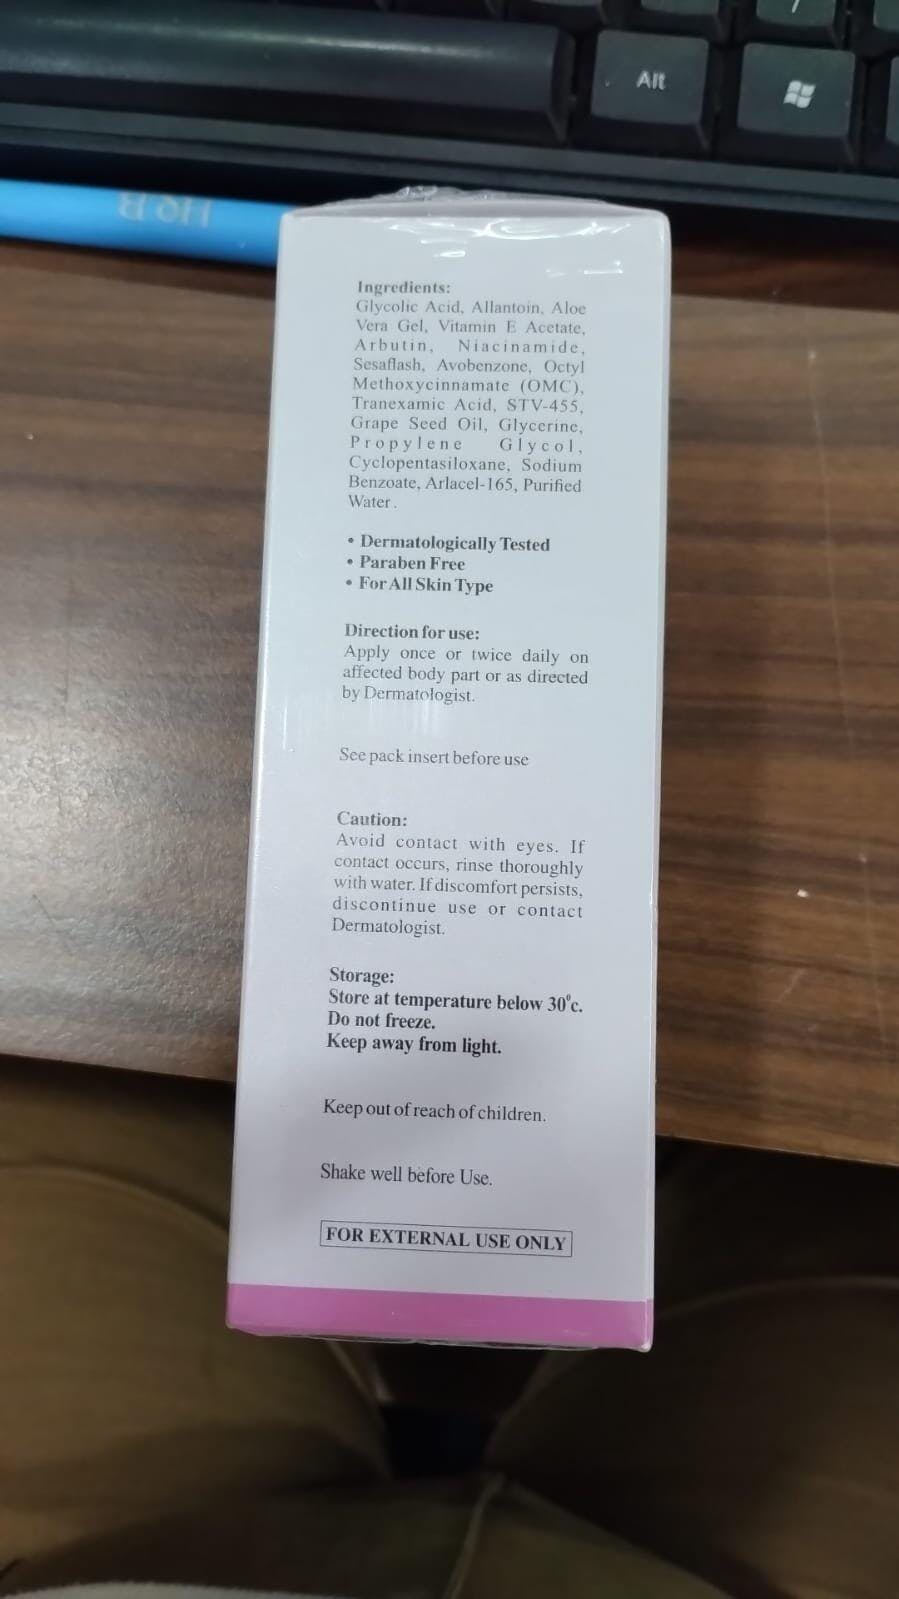 Alt
HQ.B
Ingredients:
Glycolic Acid, Allantoin, Aloe
Vera Gel, Vitamin E Acetate,
Arbutin, Niacinamide,
Sesaflash, Avobenzone, Octyl
Methoxycinnamate (OMC),
Tranexamic Acid, STV-455,
Grape Seed Oil, Glycerine,
Propylene Glycol,
Cyclopentasiloxane, Sodium
Benzoate, Arlacel-165, Purified
Water.
• Dermatologically Tested
• Paraben Free
• For All Skin Type
Direction for use:
Apply once or twice daily on
affected body part or as directed
by Dermatologist.
See pack insert before use
Caution:
Avoid contact with eyes. If
contact occurs, rinse thoroughly
with water. If discomfort persists,
discontinue use or contact
Dermatologist.
Storage:
Store at temperature below 30°c.
Do not freeze.
Keep away from light.
Keep out of reach of children.
Shake well before Use.
FOR EXTERNAL USE ONLY